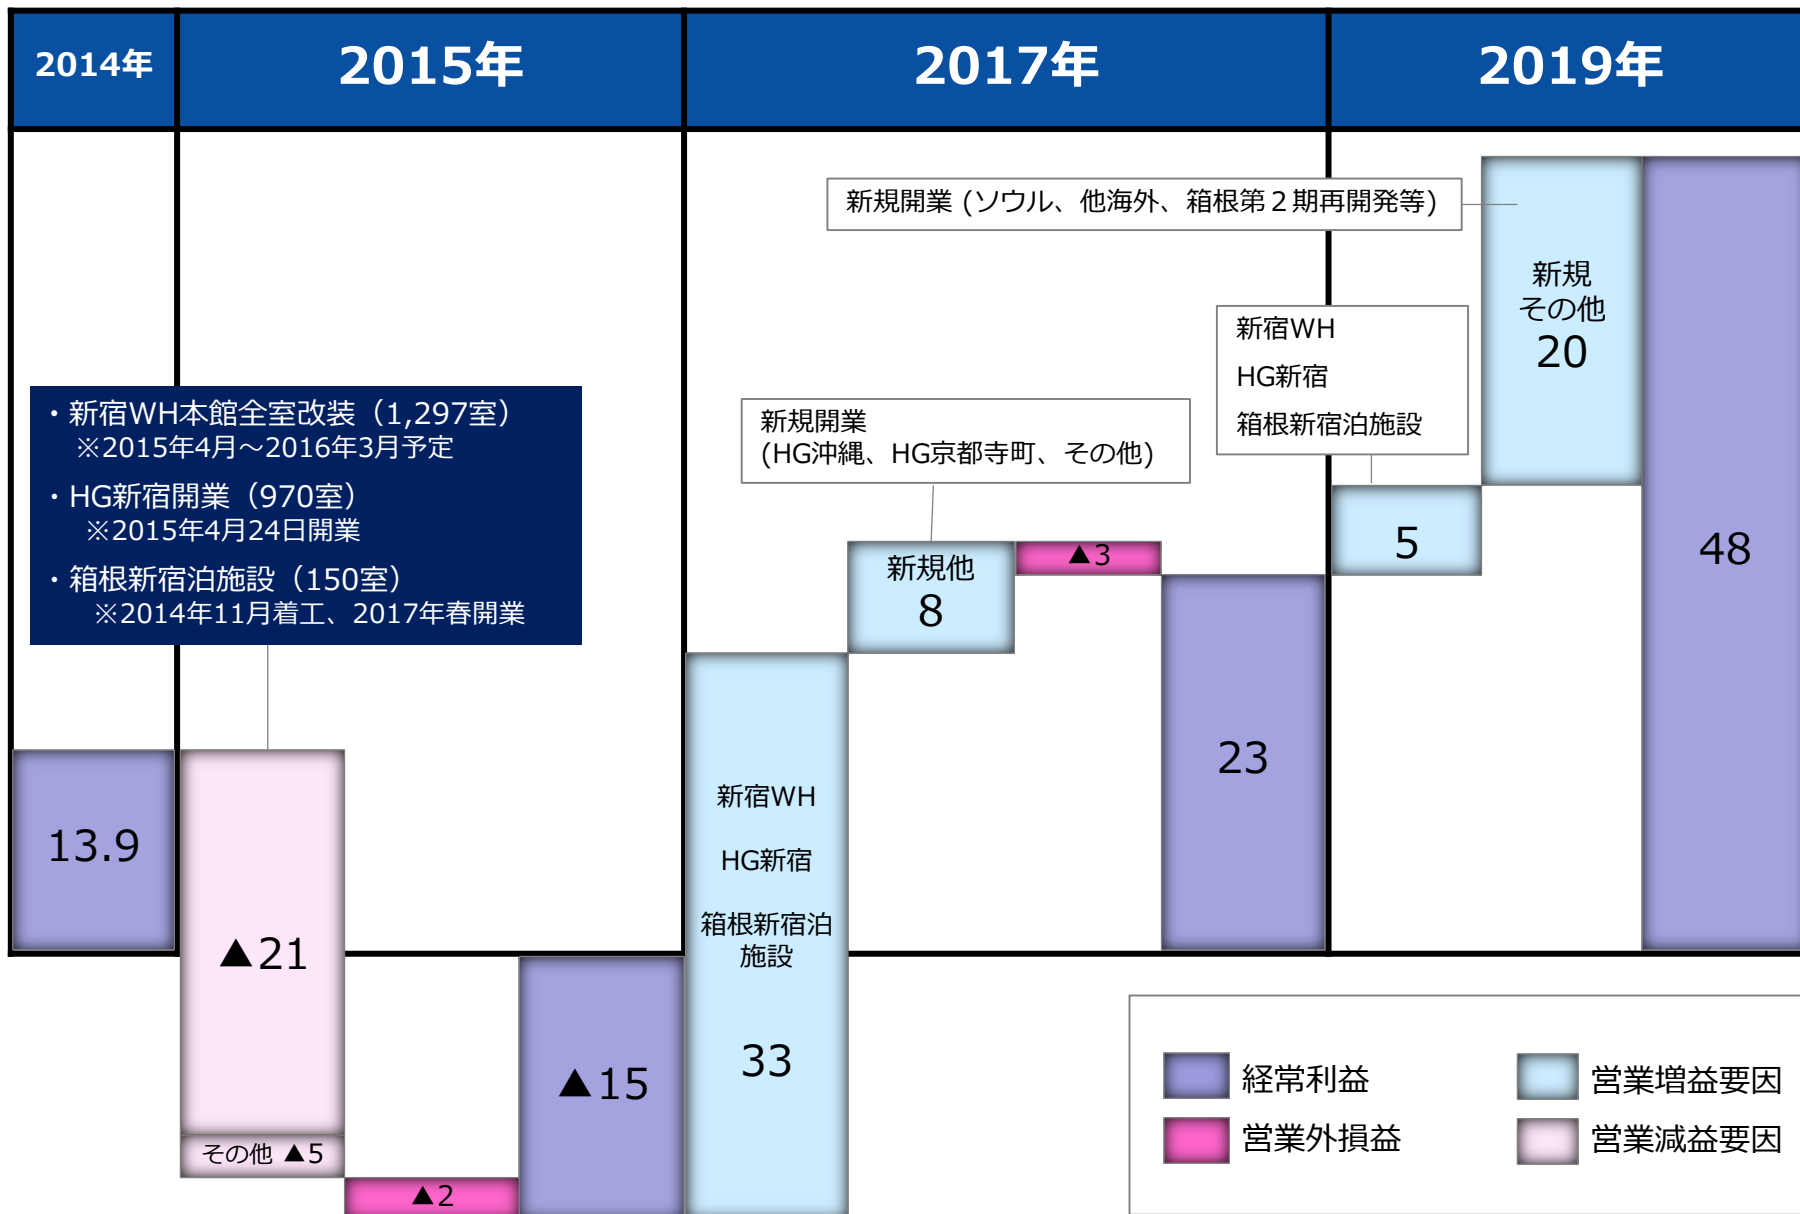 2014年
2015年
2017年
2019年
新規開業 (ソウル、他海外、箱根第２期再開発等)
新規
その他
20
新宿WH
HG新宿
箱根新宿泊施設
・新宿WH本館全室改装（1,297室）
※2015年4月～2016年3月予定
・HG新宿開業（970室）
※2015年4月24日開業
・箱根新宿泊施設（150室）
※2014年11月着工、2017年春開業
新規開業
(HG沖縄、HG京都寺町、その他)
5
48
新規他
8
▲3
23
13.9
新宿WH
HG新宿
箱根新宿泊
施設
33
▲21
その他 ▲5
▲2
▲15
経常利益
営業増益要因
営業外損益
営業減益要因